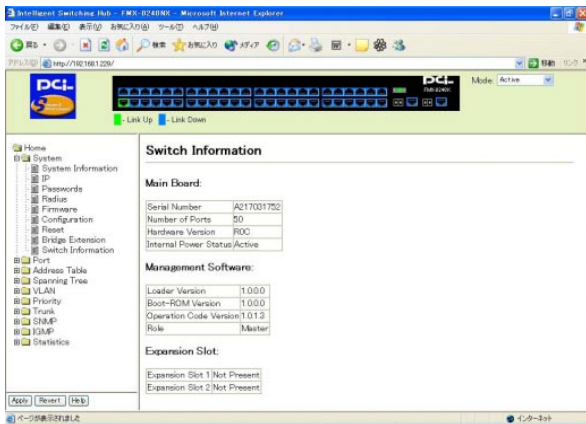 Intelligent Switching Hub - FMX-0248NX - Microsoft Internet Explorer
ファイル(F) 編集(E) 表示(V) お気に入り(A) ツール(T) ヘルプ(H)
戻る 検索 お気に入り メディア
アドレス(D) http://192.168.1.229/ 移動 リンク
PCi
PCi
Mode: Active
- Link Up - Link Down
Home
System
System Information
IP
Passwords
Radius
Firmware
Configuration
Reset
Bridge Extension
Switch Information
Port
Address Table
Spanning Tree
VLAN
Priority
Trunk
SNMP
IGMP
Statistics
Apply Revert Help
Switch Information
Main Board:
Serial Number A217031752
Number of Ports 50
Hardware Version R0C
Internal Power Status Active
Management Software:
Loader Version 1.0.0.0
Boot-ROM Version 1.0.0.0
Operation Code Version 1.0.1.3
Role Master
Expansion Slot:
Expansion Slot 1 Not Present
Expansion Slot 2 Not Present
ページが表示されました インターネット